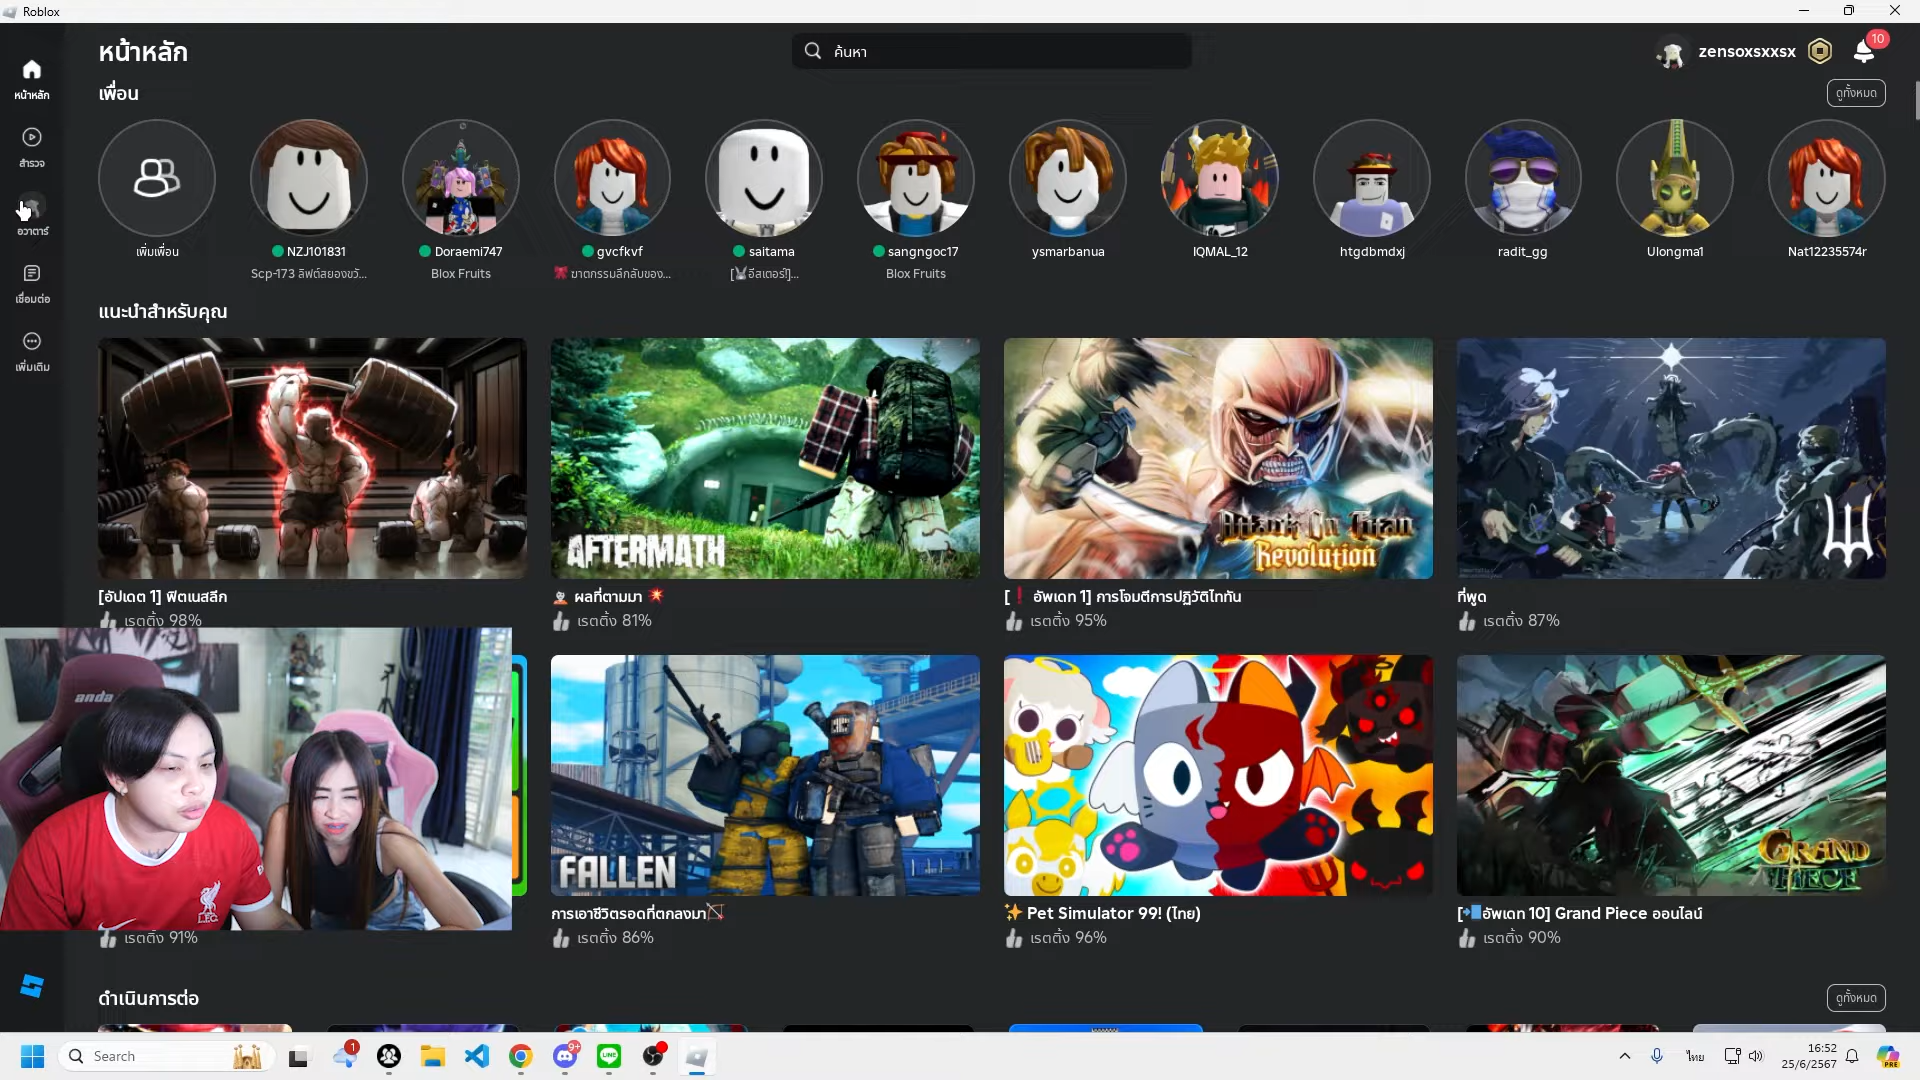 Roblox
หน้าหลัก
ค้นหา
zensoxsxxsx
10
หน้าหลัก
สำรวจ
อวาตาร์
เชื่อมต่อ
เพิ่มเติม
เพื่อน
ดูทั้งหมด
เพิ่มเพื่อน
NZJ101831
Doraemi747
gvcfkvf
saitama
sangngoc17
ysmarbanua
IQMAL_12
htgdbmdxj
radit_gg
Ulongma1
Nat12235574r
Scp-173 ลิฟต์สยองขวั...
Blox Fruits
ฆาตกรรมลึกลับของ...
[🐰อีสเตอร์!]...
Blox Fruits
แนะนำสำหรับคุณ
AFTERMATH
Attack On Titan
Revolution
[อัปเดต 1] ฟิตเนสลีก
ผลที่ตามมา
[❗ อัพเดท 1] การโจมตีการปฏิวัติไททัน
ที่พูด
เรตติ้ง 98%
เรตติ้ง 81%
เรตติ้ง 95%
เรตติ้ง 87%
anda
L.F.C.
FALLEN
GRAND
PIECE
การเอาชีวิตรอดที่ตกลงมา
✨ Pet Simulator 99! (ไทย)
[📲อัพเดท 10] Grand Piece ออนไลน์
เรตติ้ง 91%
เรตติ้ง 86%
เรตติ้ง 96%
เรตติ้ง 90%
ดำเนินการต่อ
ดูทั้งหมด
Search
1
9+
ไทย
16:52
25/6/2567
PRE